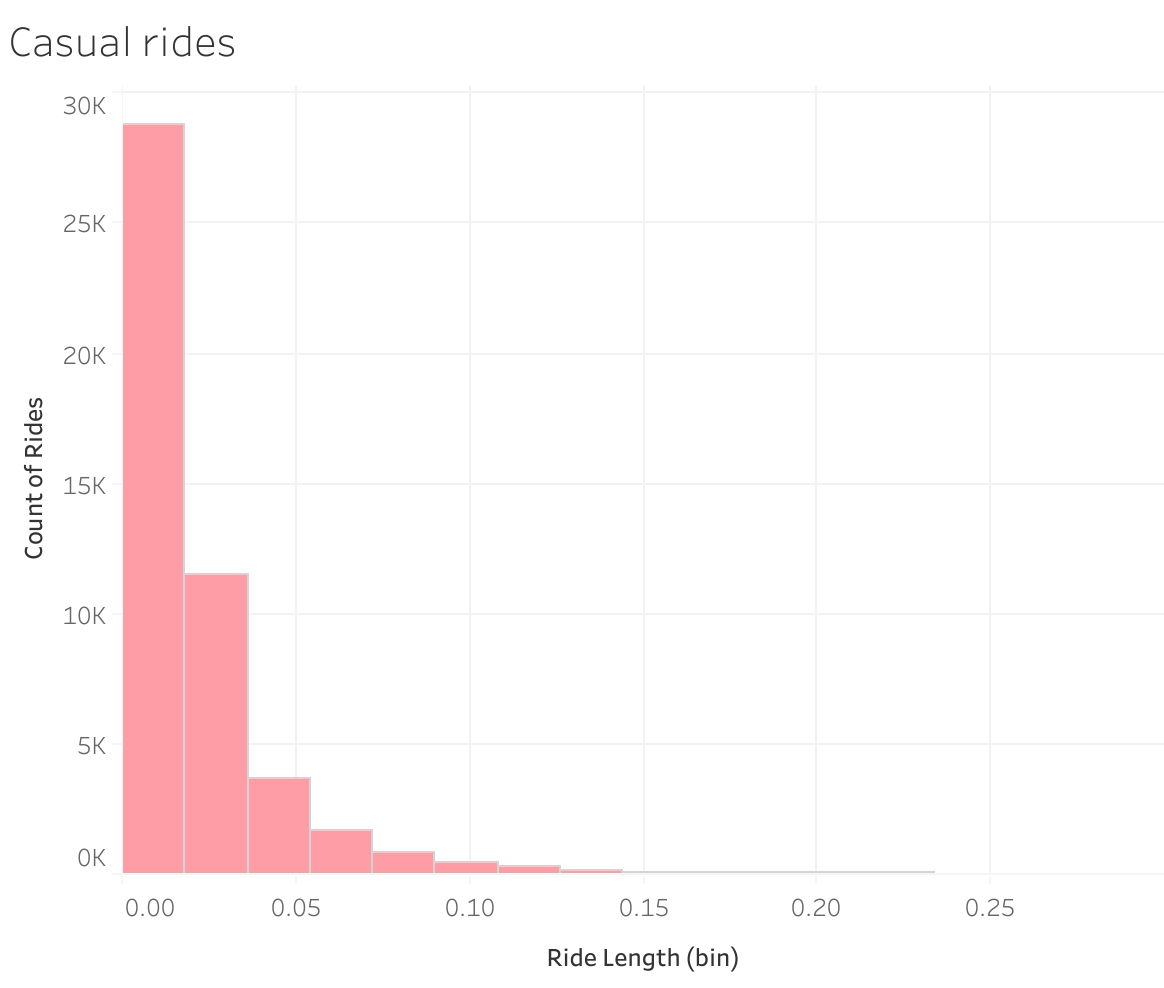 Casual rides
30K
25K
20K
15K
10K
5K
0K
Count of Rides
0.00 0.05 0.10 0.15 0.20 0.25
Ride Length (bin)